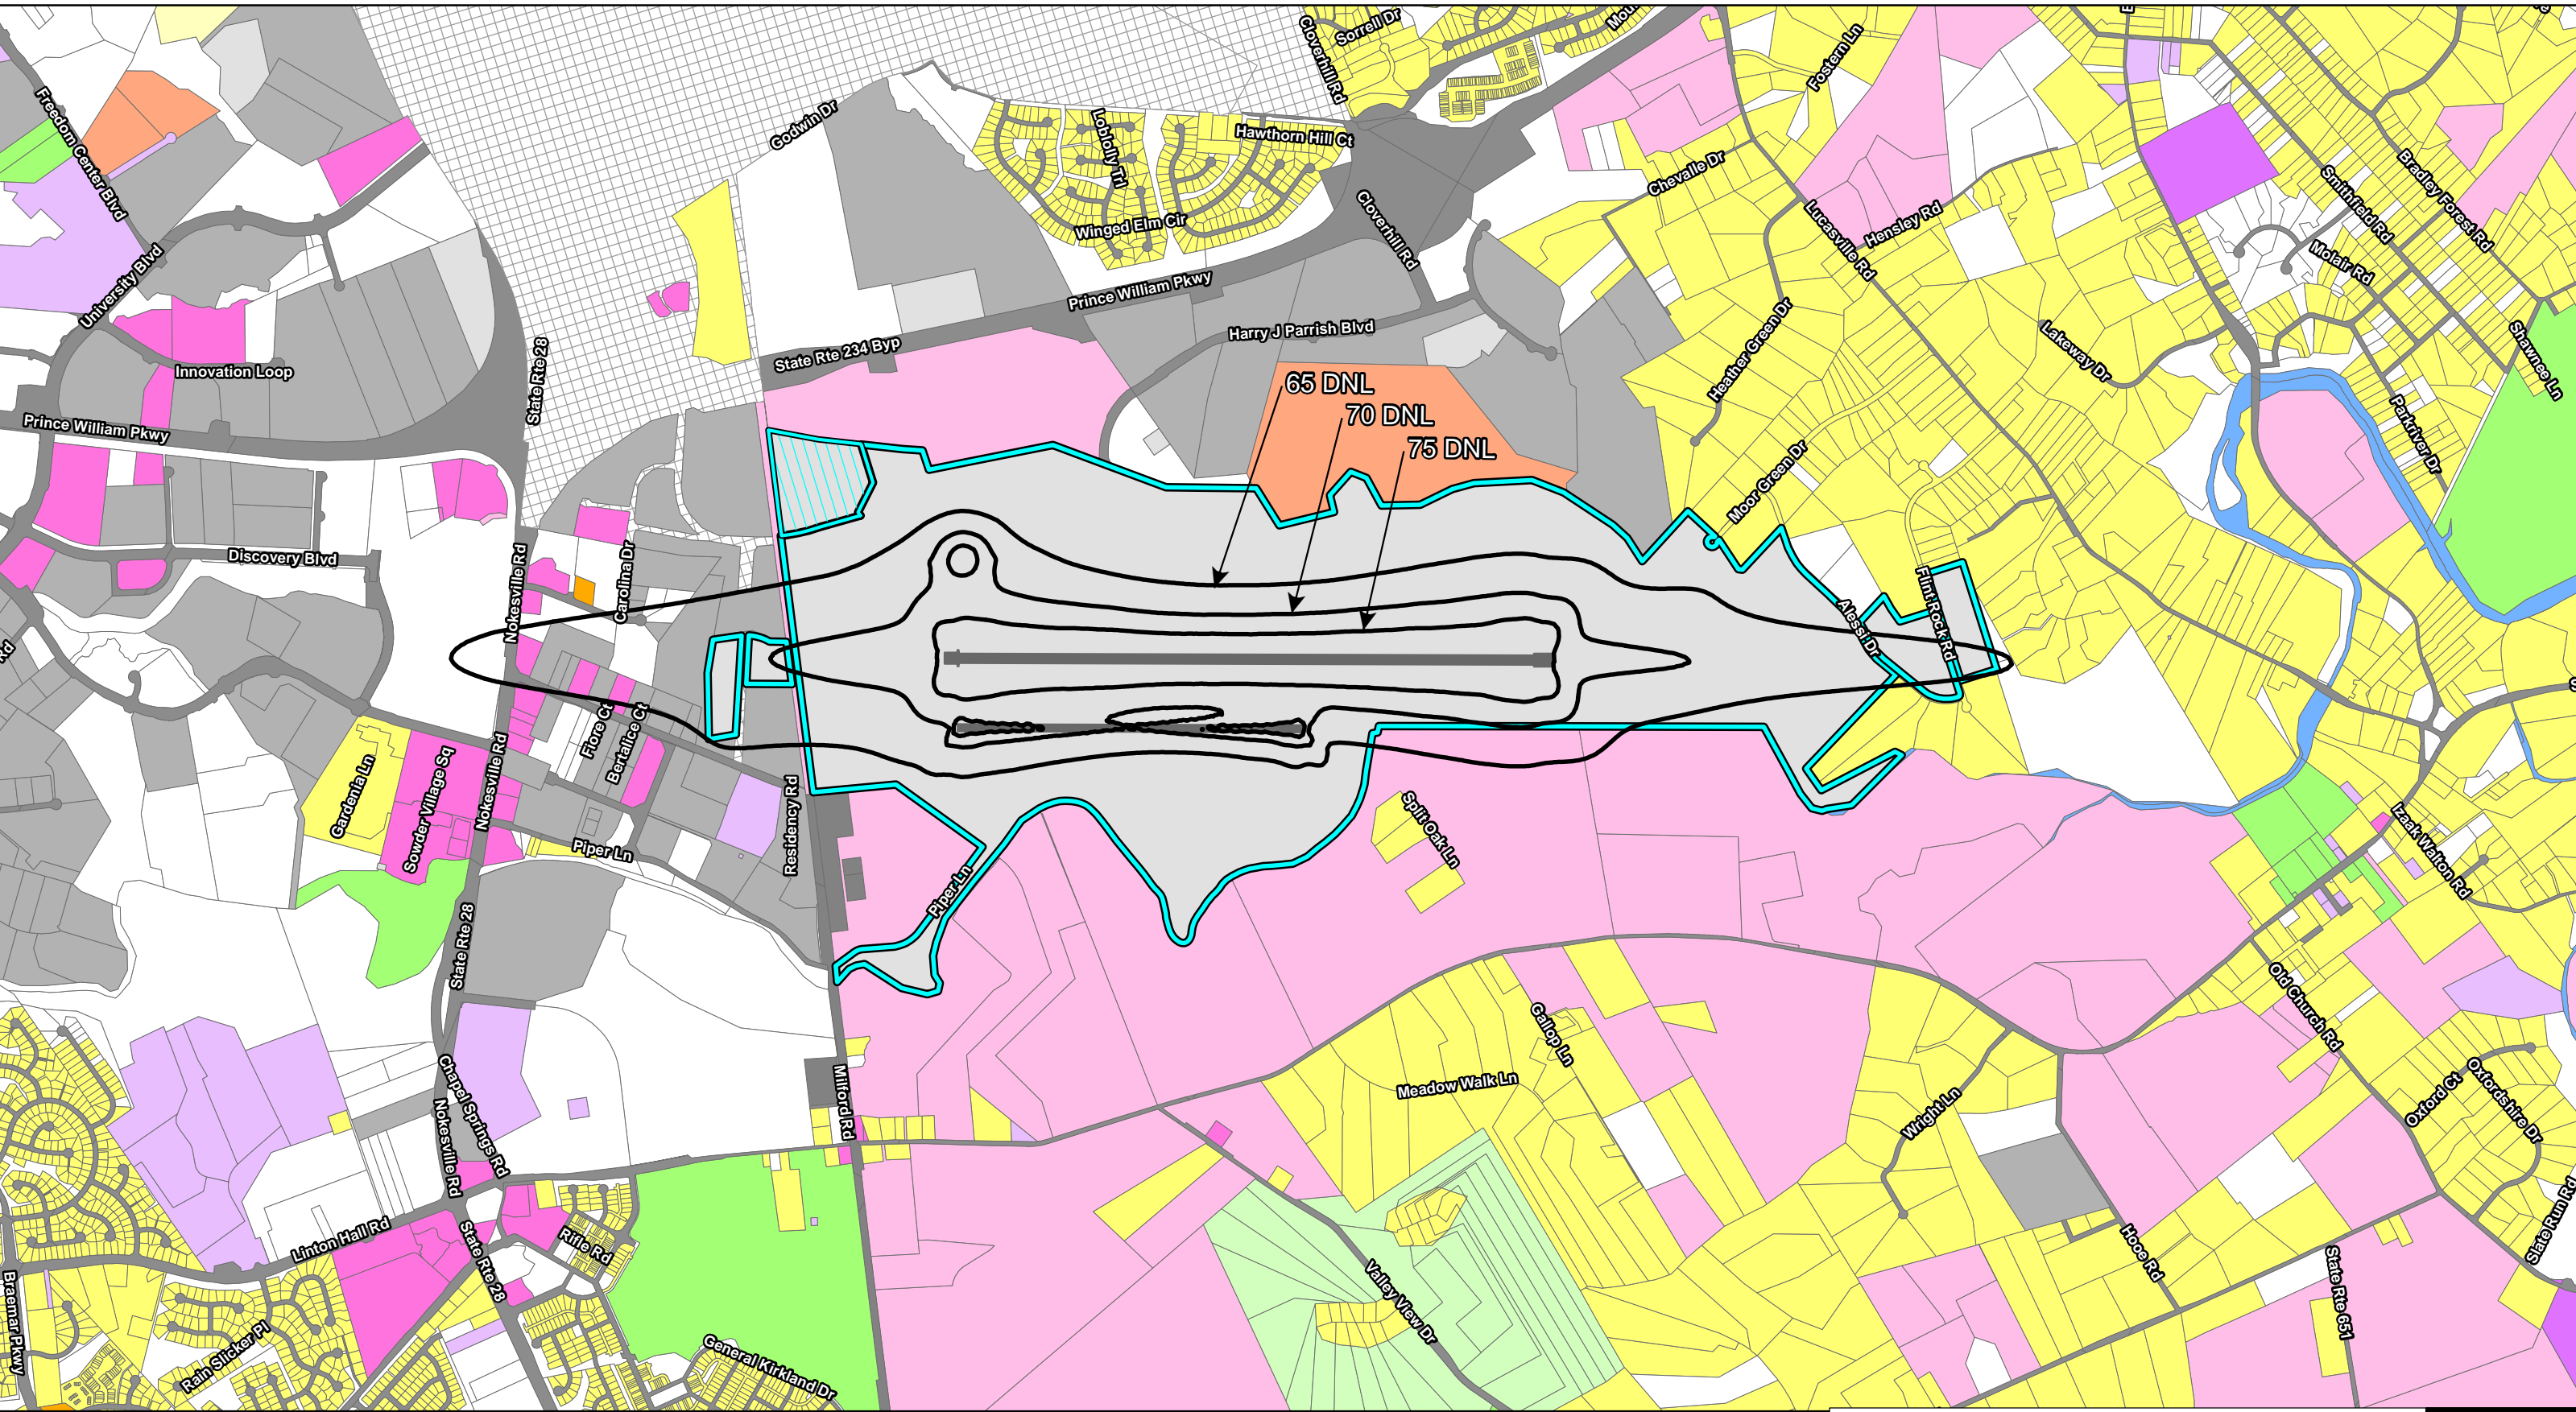 Sorrell Dr
Cloverhill Rd
Fostern Ln
Freedom Center Blvd
Godwin Dr
Loblolly Trl
Hawthorn Hill Ct
Winged Elm Cir
Cloverhill Rd
Chevalle Dr
Lucasville Rd
Hensley Rd
Smithfield Rd
Bradley Forest Rd
Molair Rd
University Blvd
Prince William Pkwy
Harry J Parrish Blvd
State Rte 234 Byp
State Rte 28
Innovation Loop
Heather Green Dr
Lakeway Dr
Shawnee Ln
65 DNL
70 DNL
75 DNL
Prince William Pkwy
Parkriver Dr
Moor Green Dr
Discovery Blvd
Nokesville Rd
Carolina Dr
Flint Rock Rd
Alessi Dr
Rd
Fiore Ct
Bertalice Ct
Gardenia Ln
Sowder Village Sq
Nokesville Rd
Piper Ln
Residency Rd
Split Oak Ln
Izaak Walton Rd
Piper Ln
State Rte 28
Old Church Rd
Gallop Ln
Meadow Walk Ln
Milford Rd
Chapel Springs Rd
Nokesville Rd
Wright Ln
Oxford Ct
Oxfordshire Dr
Linton Hall Rd
State Rte 28
Rifle Rd
Hooe Rd
Slate Run Rd
State Rte 651
Valley View Dr
Braemar Pkwy
Rain Slicker Pl
General Kirkland Dr